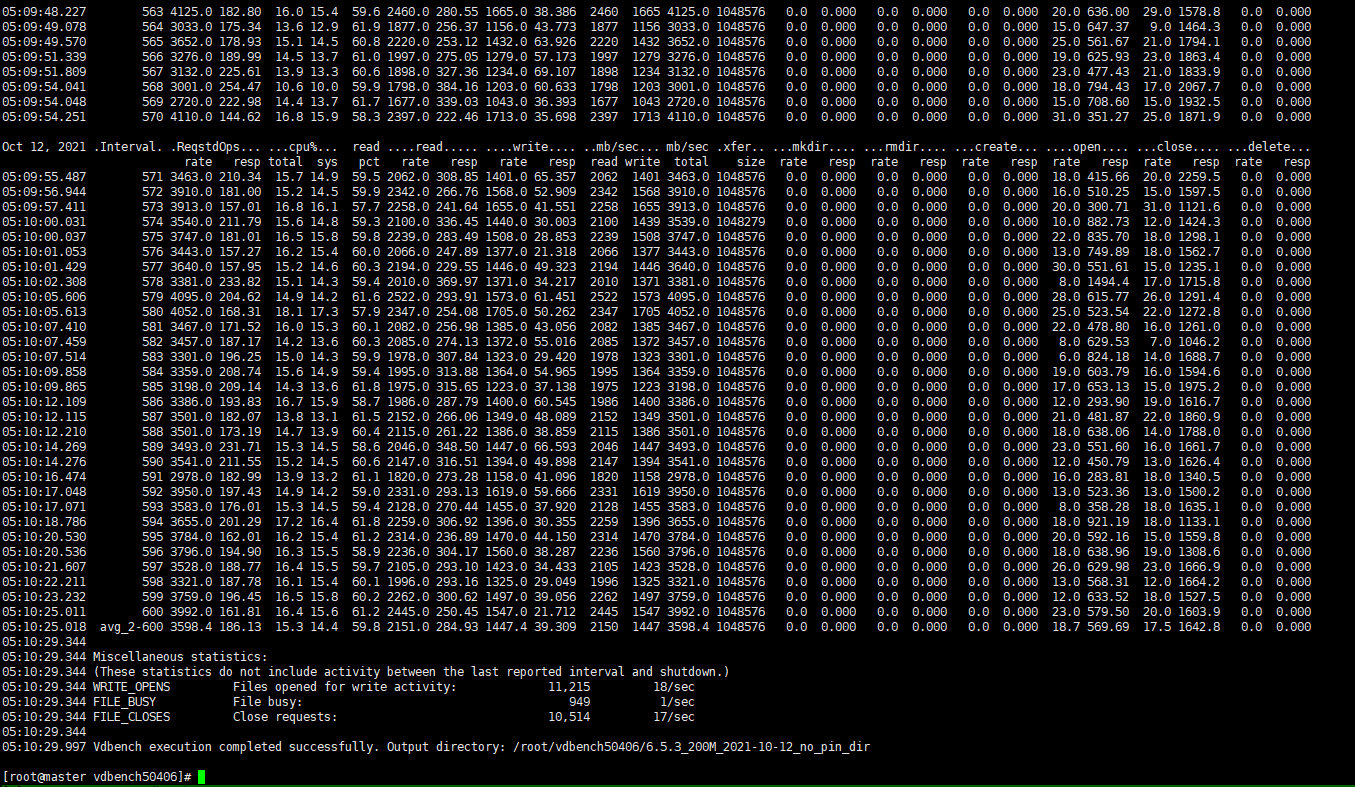 05:09:48.227 563 4125.0 182.80 16.0 15.4 59.6 2460.0 280.55 1665.0 38.386 2460 1665 4125.0 1048576 0.0 0.000 0.0 0.000 0.0 0.000 20.0 636.00 29.0 1578.8 0.0 0.000
05:09:49.078 564 3033.0 175.34 13.6 12.9 61.9 1877.0 256.37 1156.0 43.773 1877 1156 3033.0 1048576 0.0 0.000 0.0 0.000 0.0 0.000 15.0 647.37 9.0 1464.3 0.0 0.000
05:09:49.570 565 3652.0 178.93 15.1 14.5 60.8 2220.0 253.12 1432.0 63.926 2220 1432 3652.0 1048576 0.0 0.000 0.0 0.000 0.0 0.000 25.0 561.67 21.0 1794.1 0.0 0.000
05:09:51.339 566 3276.0 189.99 14.5 13.7 61.0 1997.0 275.05 1279.0 57.173 1997 1279 3276.0 1048576 0.0 0.000 0.0 0.000 0.0 0.000 19.0 625.93 23.0 1863.4 0.0 0.000
05:09:51.809 567 3132.0 225.61 13.9 13.3 60.6 1898.0 327.36 1234.0 69.107 1898 1234 3132.0 1048576 0.0 0.000 0.0 0.000 0.0 0.000 23.0 477.43 21.0 1833.9 0.0 0.000
05:09:54.041 568 3001.0 254.47 10.6 10.0 59.9 1798.0 384.16 1203.0 60.633 1798 1203 3001.0 1048576 0.0 0.000 0.0 0.000 0.0 0.000 18.0 794.43 17.0 2067.7 0.0 0.000
05:09:54.048 569 2720.0 222.98 14.4 13.7 61.7 1677.0 339.03 1043.0 36.393 1677 1043 2720.0 1048576 0.0 0.000 0.0 0.000 0.0 0.000 15.0 708.60 15.0 1932.5 0.0 0.000
05:09:54.251 570 4110.0 144.62 16.8 15.9 58.3 2397.0 222.46 1713.0 35.698 2397 1713 4110.0 1048576 0.0 0.000 0.0 0.000 0.0 0.000 31.0 351.27 25.0 1871.9 0.0 0.000
Oct 12, 2021 .Interval. .ReqstdOps... ...cpu%... read ....read..... ....write.... ..mb/sec... mb/sec .xfer.. ...mkdir.... ...rmdir.... ...create... ....open.... ...close.... ...delete...
rate resp total sys pct rate resp rate resp read write total size rate resp rate resp rate resp rate resp rate resp rate resp
05:09:55.487 571 3463.0 210.34 15.7 14.9 59.5 2062.0 308.85 1401.0 65.357 2062 1401 3463.0 1048576 0.0 0.000 0.0 0.000 0.0 0.000 18.0 415.66 20.0 2259.5 0.0 0.000
05:09:56.944 572 3910.0 181.00 15.2 14.5 59.9 2342.0 266.76 1568.0 52.909 2342 1568 3910.0 1048576 0.0 0.000 0.0 0.000 0.0 0.000 16.0 510.25 15.0 1597.5 0.0 0.000
05:09:57.411 573 3913.0 157.01 16.8 16.1 57.7 2258.0 241.64 1655.0 41.551 2258 1655 3913.0 1048576 0.0 0.000 0.0 0.000 0.0 0.000 20.0 300.71 31.0 1121.6 0.0 0.000
05:10:00.031 574 3540.0 211.79 15.6 14.8 59.3 2100.0 336.45 1440.0 30.003 2100 1439 3539.0 1048279 0.0 0.000 0.0 0.000 0.0 0.000 10.0 882.73 12.0 1424.3 0.0 0.000
05:10:00.037 575 3747.0 181.01 16.5 15.8 59.8 2239.0 283.49 1508.0 28.853 2239 1508 3747.0 1048576 0.0 0.000 0.0 0.000 0.0 0.000 22.0 835.70 18.0 1298.1 0.0 0.000
05:10:01.053 576 3443.0 157.27 16.2 15.4 60.0 2066.0 247.89 1377.0 21.318 2066 1377 3443.0 1048576 0.0 0.000 0.0 0.000 0.0 0.000 13.0 749.89 18.0 1562.7 0.0 0.000
05:10:01.429 577 3640.0 157.95 15.2 14.6 60.3 2194.0 229.55 1446.0 49.323 2194 1446 3640.0 1048576 0.0 0.000 0.0 0.000 0.0 0.000 30.0 551.61 15.0 1235.1 0.0 0.000
05:10:02.308 578 3381.0 233.82 15.1 14.3 59.4 2010.0 369.97 1371.0 34.217 2010 1371 3381.0 1048576 0.0 0.000 0.0 0.000 0.0 0.000 8.0 1494.4 17.0 1715.8 0.0 0.000
05:10:05.606 579 4095.0 204.62 14.9 14.2 61.6 2522.0 293.91 1573.0 61.451 2522 1573 4095.0 1048576 0.0 0.000 0.0 0.000 0.0 0.000 28.0 615.77 26.0 1291.4 0.0 0.000
05:10:05.613 580 4052.0 168.31 18.1 17.3 57.9 2347.0 254.08 1705.0 50.262 2347 1705 4052.0 1048576 0.0 0.000 0.0 0.000 0.0 0.000 25.0 523.54 22.0 1272.8 0.0 0.000
05:10:07.410 581 3467.0 171.52 16.0 15.3 60.1 2082.0 256.98 1385.0 43.056 2082 1385 3467.0 1048576 0.0 0.000 0.0 0.000 0.0 0.000 22.0 478.80 16.0 1261.0 0.0 0.000
05:10:07.459 582 3457.0 187.17 14.2 13.6 60.3 2085.0 274.13 1372.0 55.016 2085 1372 3457.0 1048576 0.0 0.000 0.0 0.000 0.0 0.000 8.0 629.53 7.0 1046.2 0.0 0.000
05:10:07.514 583 3301.0 196.25 15.0 14.3 59.9 1978.0 307.84 1323.0 29.420 1978 1323 3301.0 1048576 0.0 0.000 0.0 0.000 0.0 0.000 6.0 824.18 14.0 1688.7 0.0 0.000
05:10:09.858 584 3359.0 208.74 15.6 14.9 59.4 1995.0 313.88 1364.0 54.965 1995 1364 3359.0 1048576 0.0 0.000 0.0 0.000 0.0 0.000 19.0 603.79 16.0 1594.6 0.0 0.000
05:10:09.865 585 3198.0 209.14 14.3 13.6 61.8 1975.0 315.65 1223.0 37.138 1975 1223 3198.0 1048576 0.0 0.000 0.0 0.000 0.0 0.000 17.0 653.13 15.0 1975.2 0.0 0.000
05:10:12.109 586 3386.0 193.83 16.7 15.9 58.7 1986.0 287.79 1400.0 60.545 1986 1400 3386.0 1048576 0.0 0.000 0.0 0.000 0.0 0.000 12.0 293.90 19.0 1616.7 0.0 0.000
05:10:12.115 587 3501.0 182.07 13.8 13.1 61.5 2152.0 266.06 1349.0 48.089 2152 1349 3501.0 1048576 0.0 0.000 0.0 0.000 0.0 0.000 21.0 481.87 22.0 1860.9 0.0 0.000
05:10:12.210 588 3501.0 173.19 14.7 13.9 60.4 2115.0 261.22 1386.0 38.859 2115 1386 3501.0 1048576 0.0 0.000 0.0 0.000 0.0 0.000 18.0 638.06 14.0 1788.0 0.0 0.000
05:10:14.269 589 3493.0 231.71 15.3 14.5 58.6 2046.0 348.50 1447.0 66.593 2046 1447 3493.0 1048576 0.0 0.000 0.0 0.000 0.0 0.000 23.0 551.60 16.0 1661.7 0.0 0.000
05:10:14.276 590 3541.0 211.55 15.2 14.5 60.6 2147.0 316.51 1394.0 49.898 2147 1394 3541.0 1048576 0.0 0.000 0.0 0.000 0.0 0.000 12.0 450.79 13.0 1626.4 0.0 0.000
05:10:16.474 591 2978.0 182.99 13.9 13.2 61.1 1820.0 273.28 1158.0 41.096 1820 1158 2978.0 1048576 0.0 0.000 0.0 0.000 0.0 0.000 16.0 283.81 18.0 1340.5 0.0 0.000
05:10:17.048 592 3950.0 197.43 14.9 14.2 59.0 2331.0 293.13 1619.0 59.666 2331 1619 3950.0 1048576 0.0 0.000 0.0 0.000 0.0 0.000 13.0 523.36 13.0 1500.2 0.0 0.000
05:10:17.071 593 3583.0 176.01 15.3 14.5 59.4 2128.0 270.44 1455.0 37.920 2128 1455 3583.0 1048576 0.0 0.000 0.0 0.000 0.0 0.000 8.0 358.28 18.0 1635.1 0.0 0.000
05:10:18.786 594 3655.0 201.29 17.2 16.4 61.8 2259.0 306.92 1396.0 30.355 2259 1396 3655.0 1048576 0.0 0.000 0.0 0.000 0.0 0.000 18.0 921.19 18.0 1133.1 0.0 0.000
05:10:20.530 595 3784.0 162.01 16.2 15.4 61.2 2314.0 236.89 1470.0 44.150 2314 1470 3784.0 1048576 0.0 0.000 0.0 0.000 0.0 0.000 20.0 592.16 15.0 1559.8 0.0 0.000
05:10:20.536 596 3796.0 194.90 16.3 15.5 58.9 2236.0 304.17 1560.0 38.287 2236 1560 3796.0 1048576 0.0 0.000 0.0 0.000 0.0 0.000 18.0 638.96 19.0 1308.6 0.0 0.000
05:10:21.607 597 3528.0 188.77 16.4 15.5 59.7 2105.0 293.10 1423.0 34.433 2105 1423 3528.0 1048576 0.0 0.000 0.0 0.000 0.0 0.000 26.0 629.98 23.0 1666.9 0.0 0.000
05:10:22.211 598 3321.0 187.78 16.1 15.4 60.1 1996.0 293.16 1325.0 29.049 1996 1325 3321.0 1048576 0.0 0.000 0.0 0.000 0.0 0.000 13.0 568.31 12.0 1664.2 0.0 0.000
05:10:23.232 599 3759.0 196.45 16.5 15.8 60.2 2262.0 300.62 1497.0 39.056 2262 1497 3759.0 1048576 0.0 0.000 0.0 0.000 0.0 0.000 12.0 633.52 18.0 1527.5 0.0 0.000
05:10:25.011 600 3992.0 161.81 16.4 15.6 61.2 2445.0 250.45 1547.0 21.712 2445 1547 3992.0 1048576 0.0 0.000 0.0 0.000 0.0 0.000 23.0 579.50 20.0 1603.9 0.0 0.000
05:10:25.018 avg_2-600 3598.4 186.13 15.3 14.4 59.8 2151.0 284.93 1447.4 39.309 2150 1447 3598.4 1048576 0.0 0.000 0.0 0.000 0.0 0.000 18.7 569.69 17.5 1642.8 0.0 0.000
05:10:29.344
05:10:29.344 Miscellaneous statistics:
05:10:29.344 (These statistics do not include activity between the last reported interval and shutdown.)
05:10:29.344 WRITE_OPENS Files opened for write activity: 11,215 18/sec
05:10:29.344 FILE_BUSY File busy: 949 1/sec
05:10:29.344 FILE_CLOSES Close requests: 10,514 17/sec
05:10:29.344
05:10:29.997 Vdbench execution completed successfully. Output directory: /root/vdbench50406/6.5.3_200M_2021-10-12_no_pin_dir
[root@master vdbench50406]#